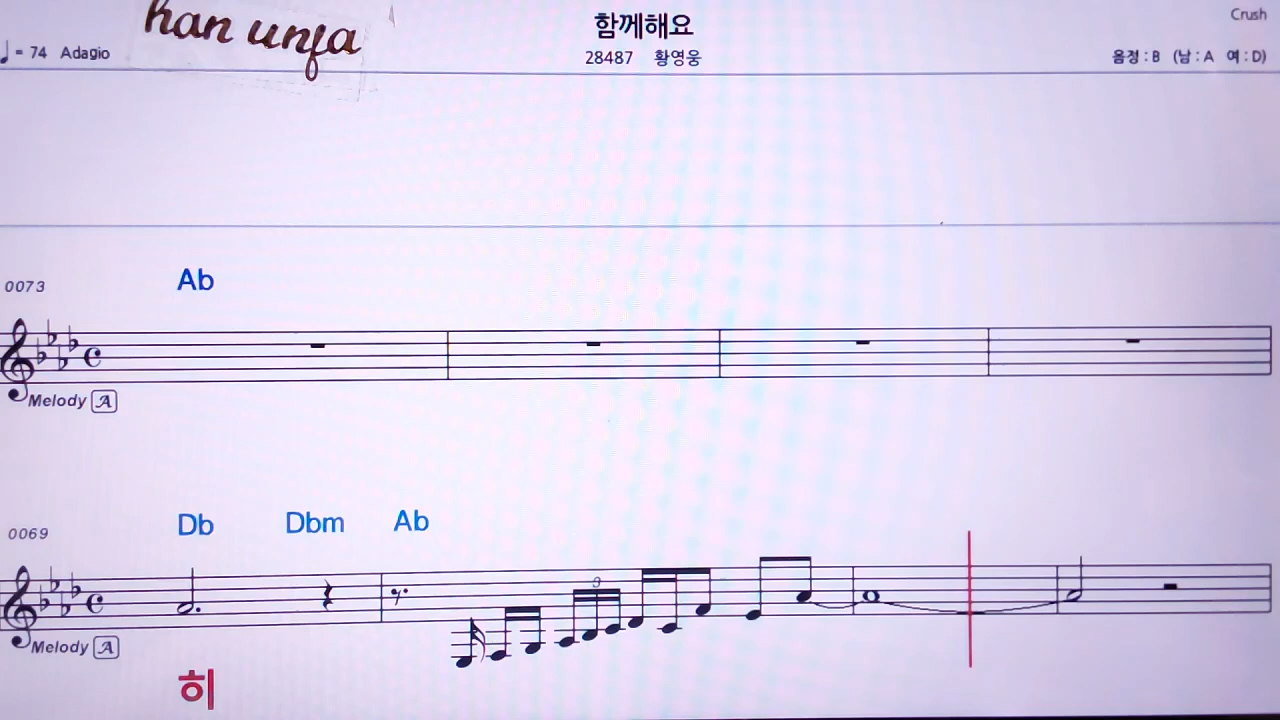 Crush
han unja
함께해요
♩= 74 Adagio
28487 황영웅
음정 : B (남 : A 여 : D)
0073
Ab
Melody A
0069
Db Dbm Ab
3
Melody A
히